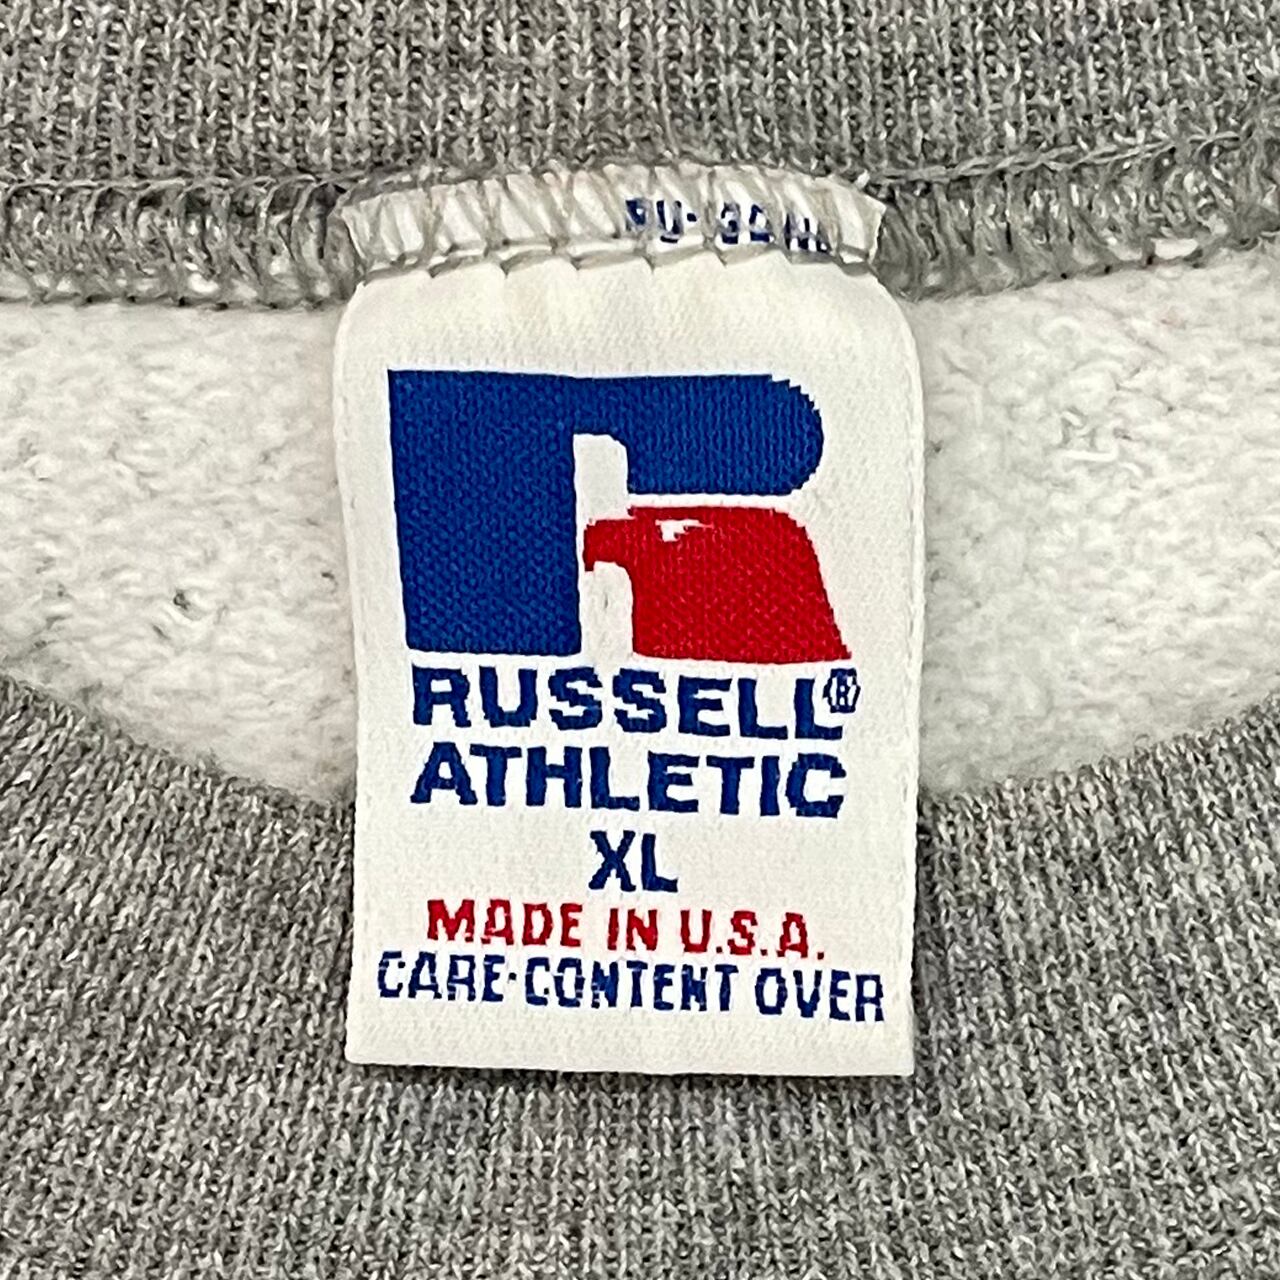 RUSSELL®
ATHLETIC
XL
MADE IN U.S.A.
CARE·CONTENT OVER